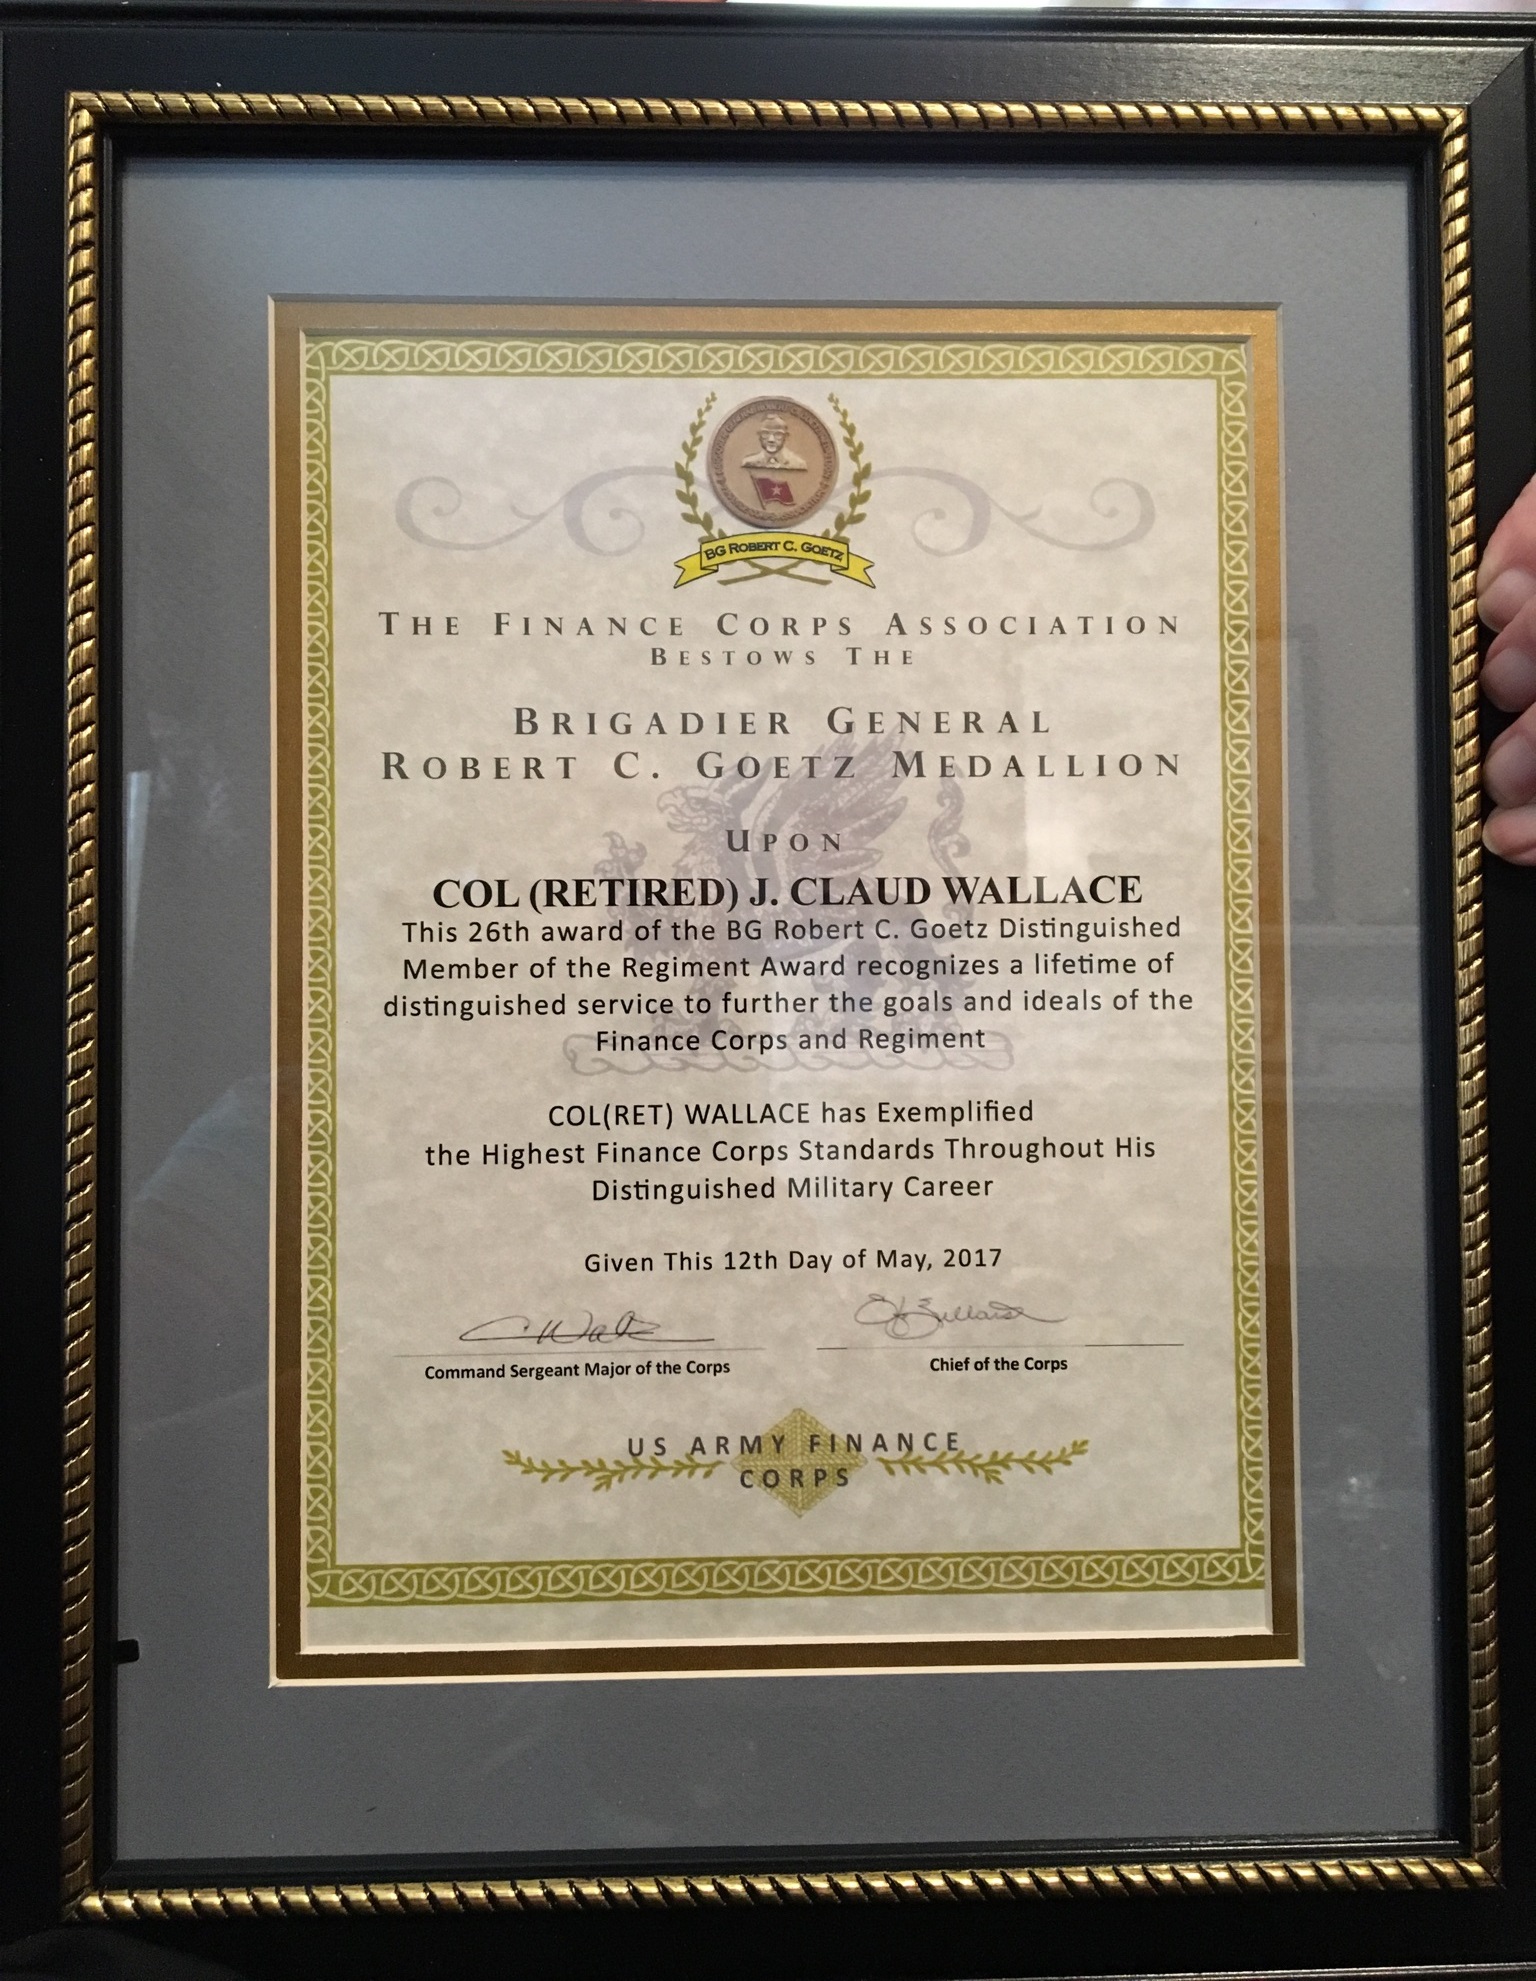 BG ROBERT C. GOETZ
THE FINANCE CORPS ASSOCIATION
BESTOWS THE
BRIGADIER GENERAL
ROBERT C. GOETZ MEDALLION
UPON
COL (RETIRED) J. CLAUD WALLACE
This 26th award of the BG Robert C. Goetz Distinguished
Member of the Regiment Award recognizes a lifetime of
distinguished service to further the goals and ideals of the
Finance Corps and Regiment
COL(RET) WALLACE has Exemplified
the Highest Finance Corps Standards Throughout His
Distinguished Military Career
Given This 12th Day of May, 2017
Command Sergeant Major of the Corps
Chief of the Corps
US ARMY FINANCE
CORPS